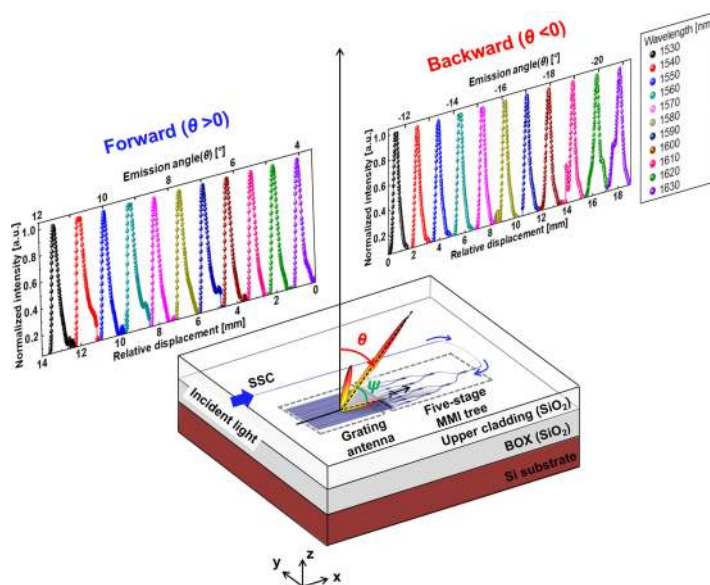 Backward (θ <0)
Emission angle(θ) [°]
-12 -14 -16 -18 -20
Normalized intensity [a.u.]
1.0
0.8
0.6
0.4
0.2
0 2 4 6 8 10 12 14 16 18
Relative displacement [mm]
Wavelength [nm
1530
1540
1550
1560
1570
1580
1590
1600
1610
1620
1630
Forward (θ >0)
Emission angle(θ) [°]
12 10 8 6 4
Normalized intensity [a.u.]
1.0
0.8
0.6
0.4
0.2
14 12 10 8 6 4 2 0
Relative displacement [mm]
θ
ψ
SSC
Incident light
Grating
antenna
Five-stage
MMI tree
Upper cladding (SiO2)
BOX (SiO2)
Si substrate
z
y
x